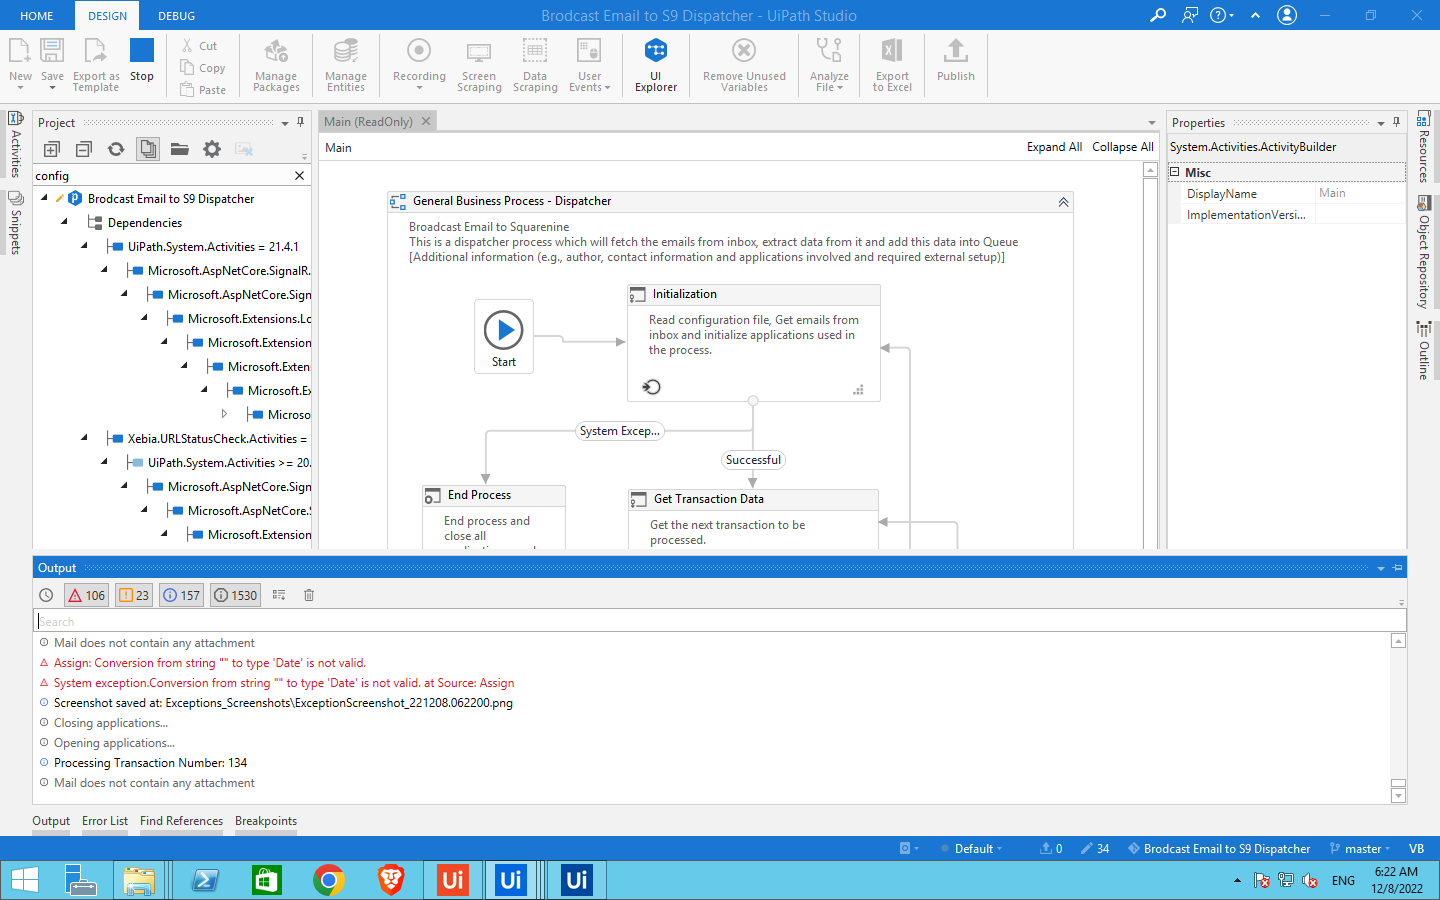 HOME DESIGN DEBUG
Brodcast Email to S9 Dispatcher - UiPath Studio
New
Save
Export as Template
Stop
Cut
Copy
Paste
Manage Packages
Manage Entities
Recording
Screen Scraping
Data Scraping
User Events
UI Explorer
Remove Unused Variables
Analyze File
Export to Excel
Publish
Activities
Snippets
Project
config
Brodcast Email to S9 Dispatcher
Dependencies
UiPath.System.Activities = 21.4.1
Microsoft.AspNetCore.SignalR.
Microsoft.AspNetCore.Sign
Microsoft.Extensions.Lo
Microsoft.Extension
Microsoft.Exten
Microsoft.Ex
Microso
Xebia.URLStatusCheck.Activities =
UiPath.System.Activities >= 20.
Microsoft.AspNetCore.Sign
Microsoft.AspNetCore.S
Microsoft.Extension
Main (ReadOnly)
Main
Expand All Collapse All
General Business Process - Dispatcher
Broadcast Email to Squarenine
This is a dispatcher process which will fetch the emails from inbox, extract data from it and add this data into Queue
[Additional information (e.g., author, contact information and applications involved and required external setup)]
Start
Initialization
Read configuration file, Get emails from
inbox and initialize applications used in
the process.
System Excep...
Successful
End Process
End process and
close all
Get Transaction Data
Get the next transaction to be
processed.
Properties
System.Activities.ActivityBuilder
Misc
DisplayName Main
ImplementationVersi...
Resources
Object Repository
Outline
Output
106 23 157 1530
Search
Mail does not contain any attachment
Assign: Conversion from string "" to type 'Date' is not valid.
System exception.Conversion from string "" to type 'Date' is not valid. at Source: Assign
Screenshot saved at: Exceptions_Screenshots\ExceptionScreenshot_221208.062200.png
Closing applications...
Opening applications...
Processing Transaction Number: 134
Mail does not contain any attachment
Output Error List Find References Breakpoints
Default 0 34 Brodcast Email to S9 Dispatcher master VB
Ui Ui Ui
ENG
6:22 AM
12/8/2022